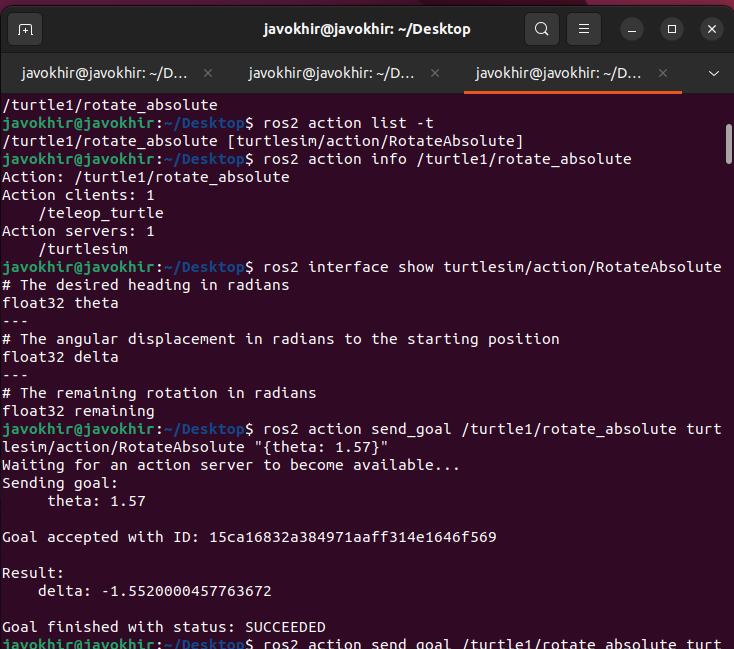 javokhir@javokhir: ~/Desktop
javokhir@javokhir: ~/D...
javokhir@javokhir: ~/D...
javokhir@javokhir: ~/D...
/turtle1/rotate_absolute
javokhir@javokhir:~/Desktop$ ros2 action list -t
/turtle1/rotate_absolute [turtlesim/action/RotateAbsolute]
javokhir@javokhir:~/Desktop$ ros2 action info /turtle1/rotate_absolute
Action: /turtle1/rotate_absolute
Action clients: 1
    /teleop_turtle
Action servers: 1
    /turtlesim
javokhir@javokhir:~/Desktop$ ros2 interface show turtlesim/action/RotateAbsolute
# The desired heading in radians
float32 theta
---
# The angular displacement in radians to the starting position
float32 delta
---
# The remaining rotation in radians
float32 remaining
javokhir@javokhir:~/Desktop$ ros2 action send_goal /turtle1/rotate_absolute turt
lesim/action/RotateAbsolute "{theta: 1.57}"
Waiting for an action server to become available...
Sending goal:
     theta: 1.57
Goal accepted with ID: 15ca16832a384971aaff314e1646f569
Result:
    delta: -1.5520000457763672
Goal finished with status: SUCCEEDED
javokhir@javokhir:~/Desktop$ ros2 action send_goal /turtle1/rotate_absolute turt